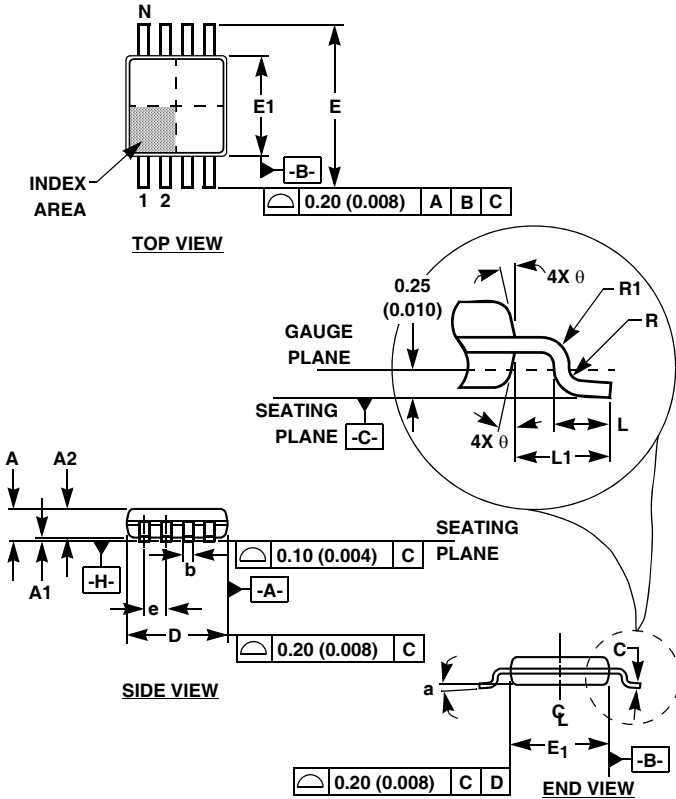 N
E1
E
-B-
INDEX
AREA
1 2
0.20 (0.008) A B C
TOP VIEW
0.25
(0.010)
4X θ
R1
R
GAUGE
PLANE
SEATING
PLANE
-C-
4X θ
L
L1
A A2
SEATING
PLANE
0.10 (0.004) C
b
-H-
A1
-A-
e
D
0.20 (0.008) C
SIDE VIEW
C
a
CL
E1
-B-
0.20 (0.008) C D
END VIEW